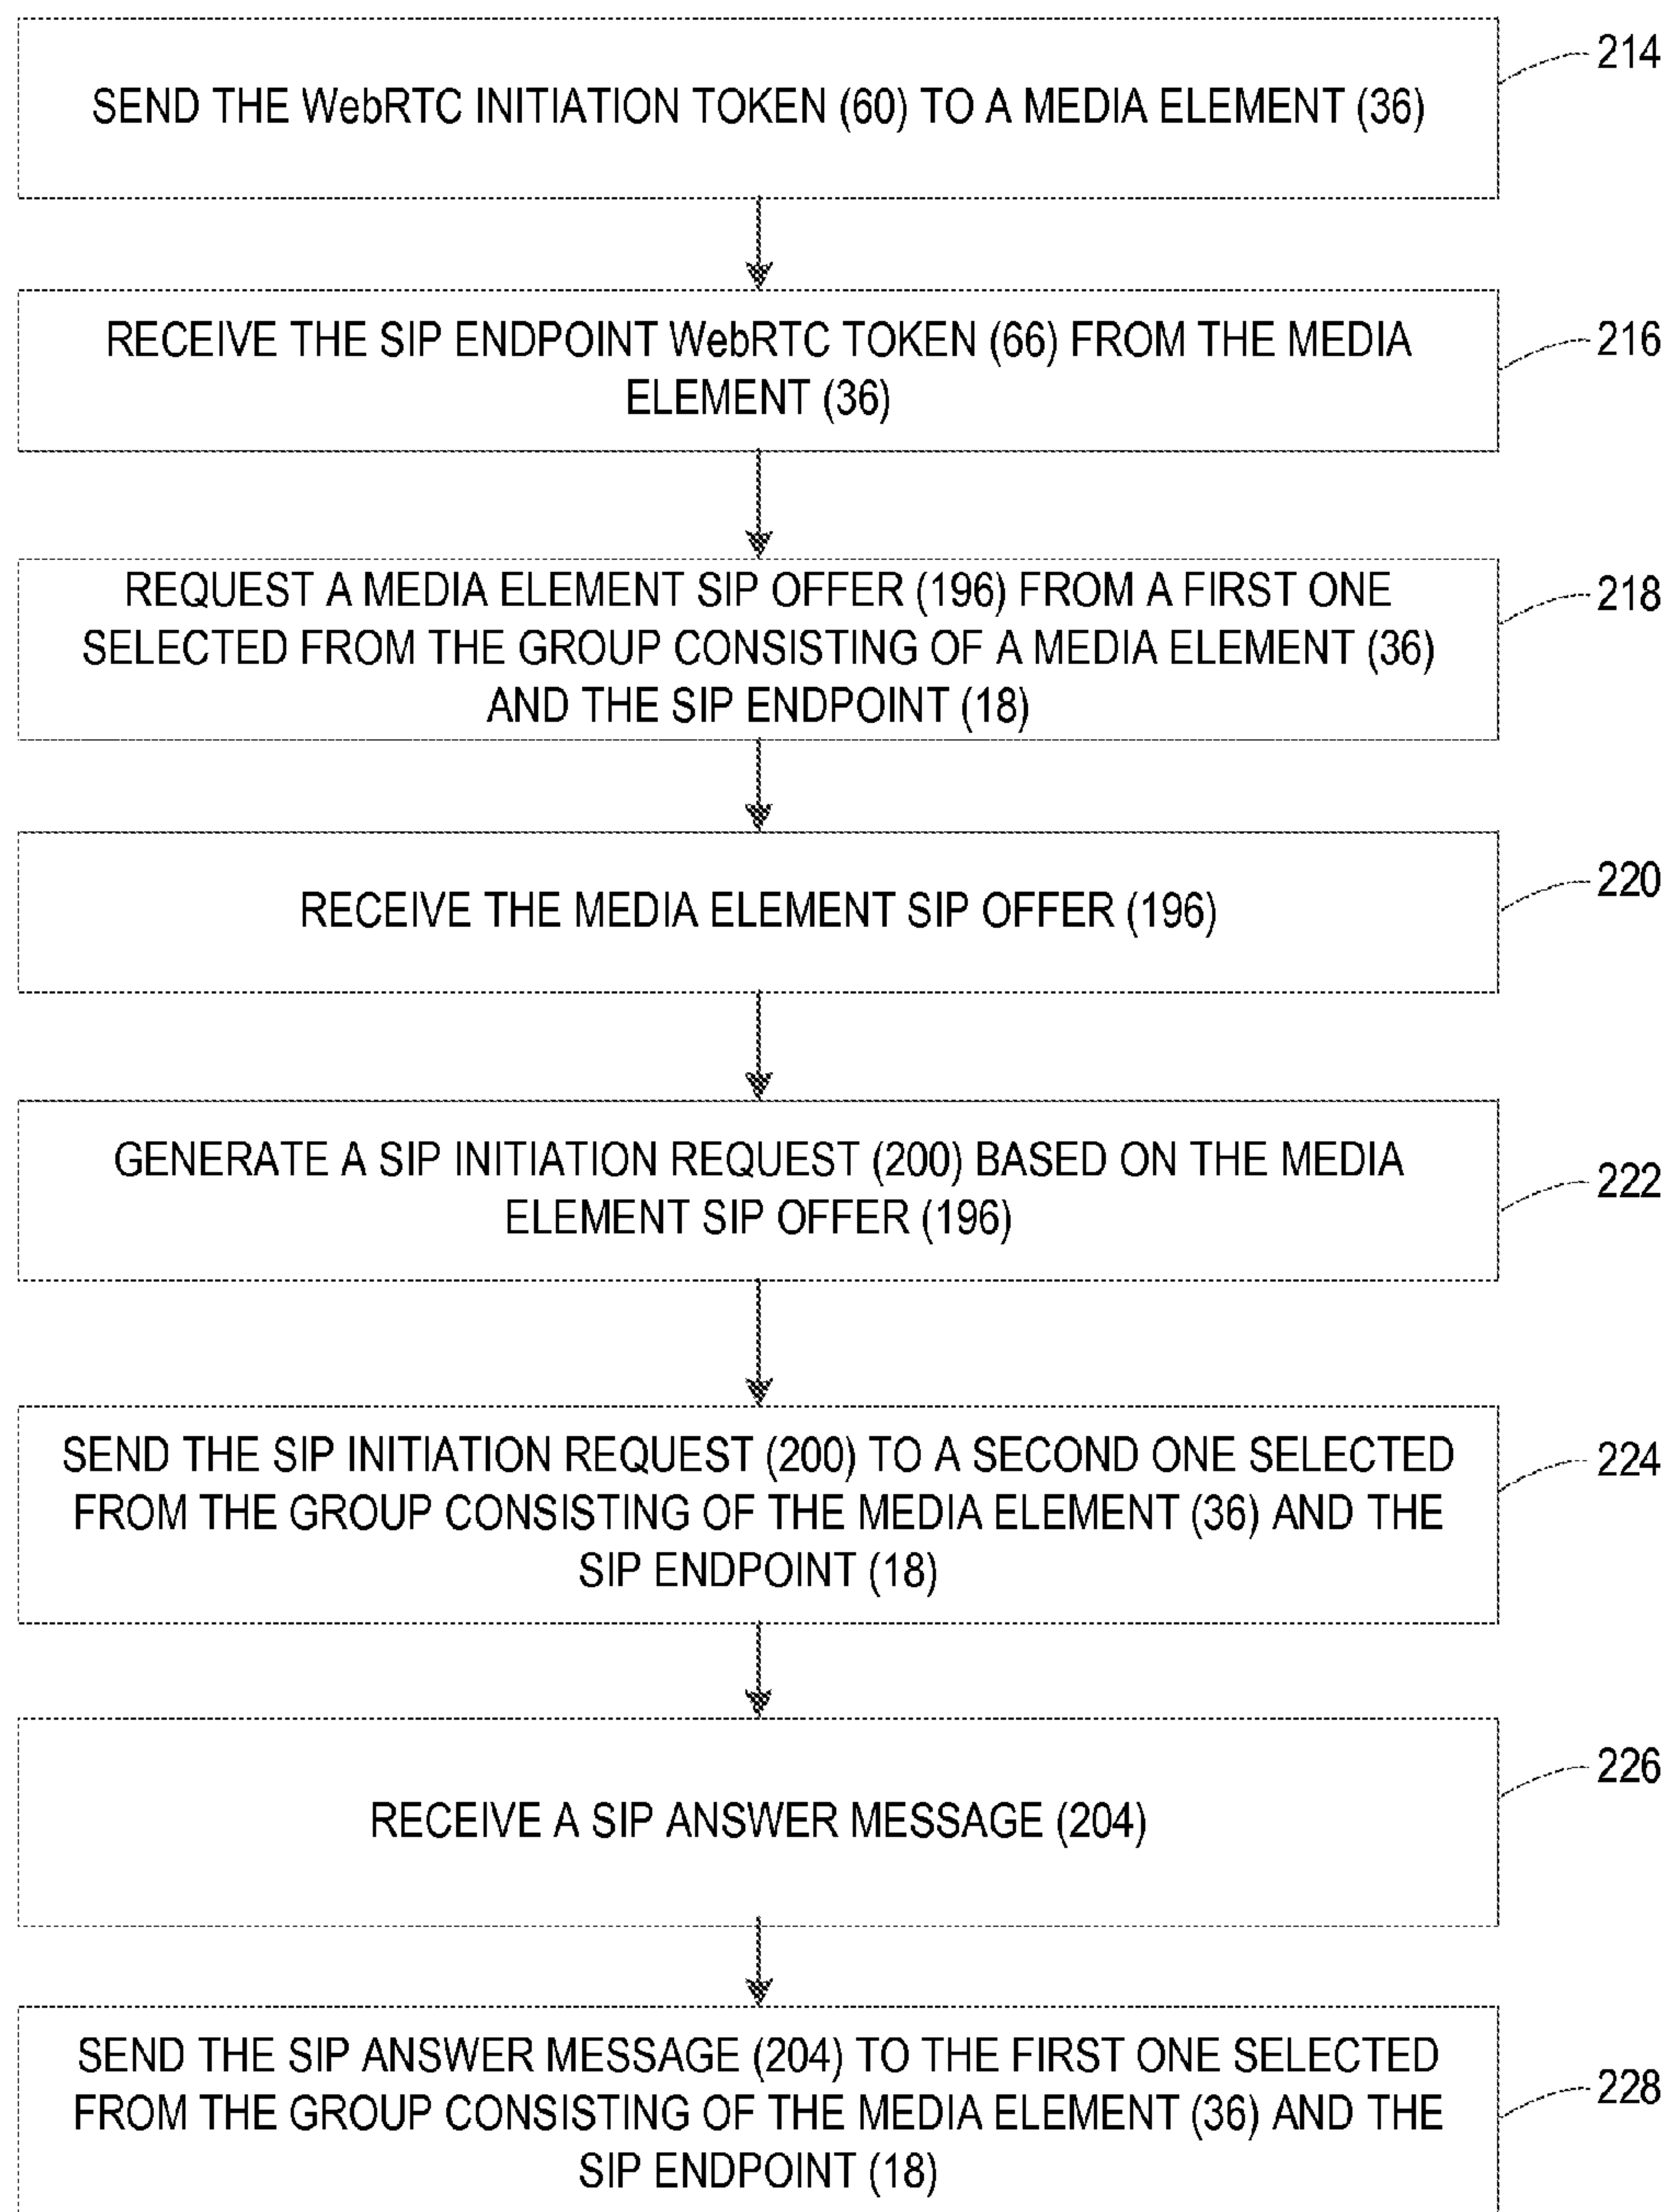 SEND THE WebRTC INITIATION TOKEN (60) TO A MEDIA ELEMENT (36)
214
RECEIVE THE SIP ENDPOINT WebRTC TOKEN (66) FROM THE MEDIA
ELEMENT (36)
216
REQUEST A MEDIA ELEMENT SIP OFFER (196) FROM A FIRST ONE
SELECTED FROM THE GROUP CONSISTING OF A MEDIA ELEMENT (36)
AND THE SIP ENDPOINT (18)
218
RECEIVE THE MEDIA ELEMENT SIP OFFER (196)
220
GENERATE A SIP INITIATION REQUEST (200) BASED ON THE MEDIA
ELEMENT SIP OFFER (196)
222
SEND THE SIP INITIATION REQUEST (200) TO A SECOND ONE SELECTED
FROM THE GROUP CONSISTING OF THE MEDIA ELEMENT (36) AND THE
SIP ENDPOINT (18)
224
RECEIVE A SIP ANSWER MESSAGE (204)
226
SEND THE SIP ANSWER MESSAGE (204) TO THE FIRST ONE SELECTED
FROM THE GROUP CONSISTING OF THE MEDIA ELEMENT (36) AND THE
SIP ENDPOINT (18)
228